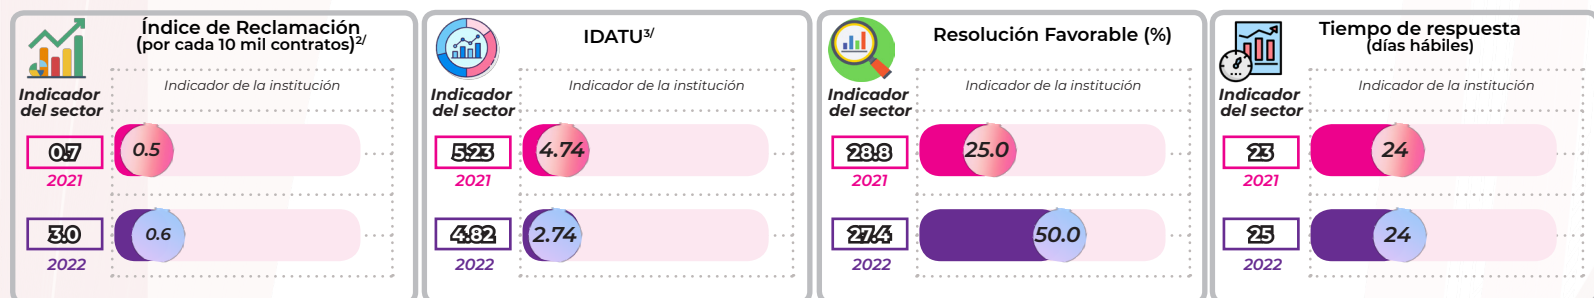 Índice de Reclamación
(por cada 10 mil contratos)2/
Indicador de la institución
Indicador
del sector
0.7
0.5
2021
3.0
0.6
2022
IDATU3/
Indicador de la institución
Indicador
del sector
5.23
4.74
2021
4.82
2.74
2022
Resolución Favorable (%)
Indicador de la institución
Indicador
del sector
28.8
25.0
2021
27.4
50.0
2022
Tiempo de respuesta
(días hábiles)
Indicador de la institución
Indicador
del sector
23
24
2021
25
24
2022